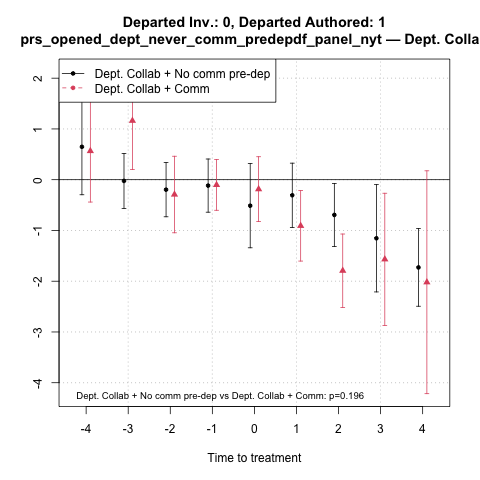 Departed Inv.: 0, Departed Authored: 1
prs_opened_dept_never_comm_predepdf_panel_nyt — Dept. Colla
Dept. Collab + No comm pre-dep
Dept. Collab + Comm
2
1
0
-1
-2
-3
-4
Dept. Collab + No comm pre-dep vs Dept. Collab + Comm: p=0.196
-4 -3 -2 -1 0 1 2 3 4
Time to treatment